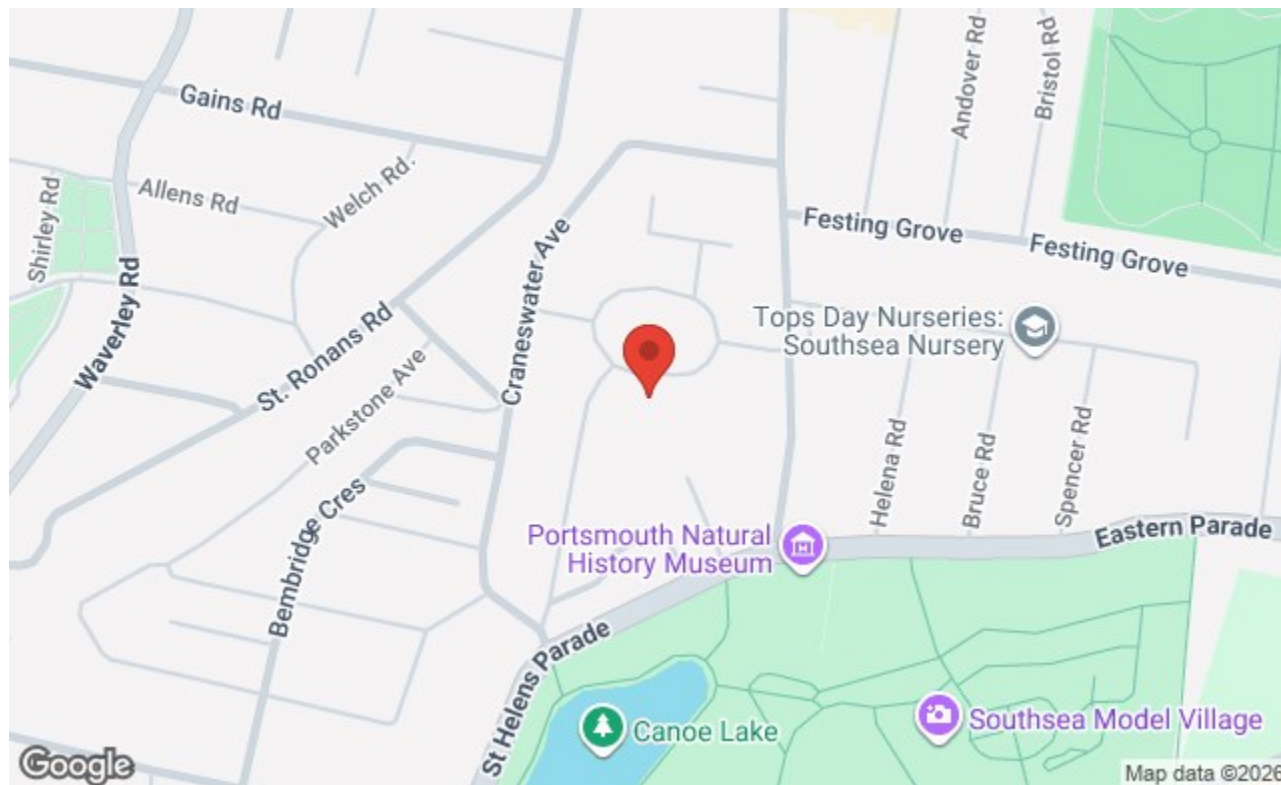 Gains Rd
Andover Rd
Bristol Rd
Allens Rd
Welch Rd.
Shirley Rd
Craneswater Ave
Festing Grove
Festing Grove
Waverley Rd
St. Ronans Rd
Parkstone Ave
Tops Day Nurseries:
Southsea Nursery
Helena Rd
Bruce Rd
Spencer Rd
Bembridge Cres
Portsmouth Natural
History Museum
Eastern Parade
St Helens Parade
Canoe Lake
Southsea Model Village
Google
Map data ©2026